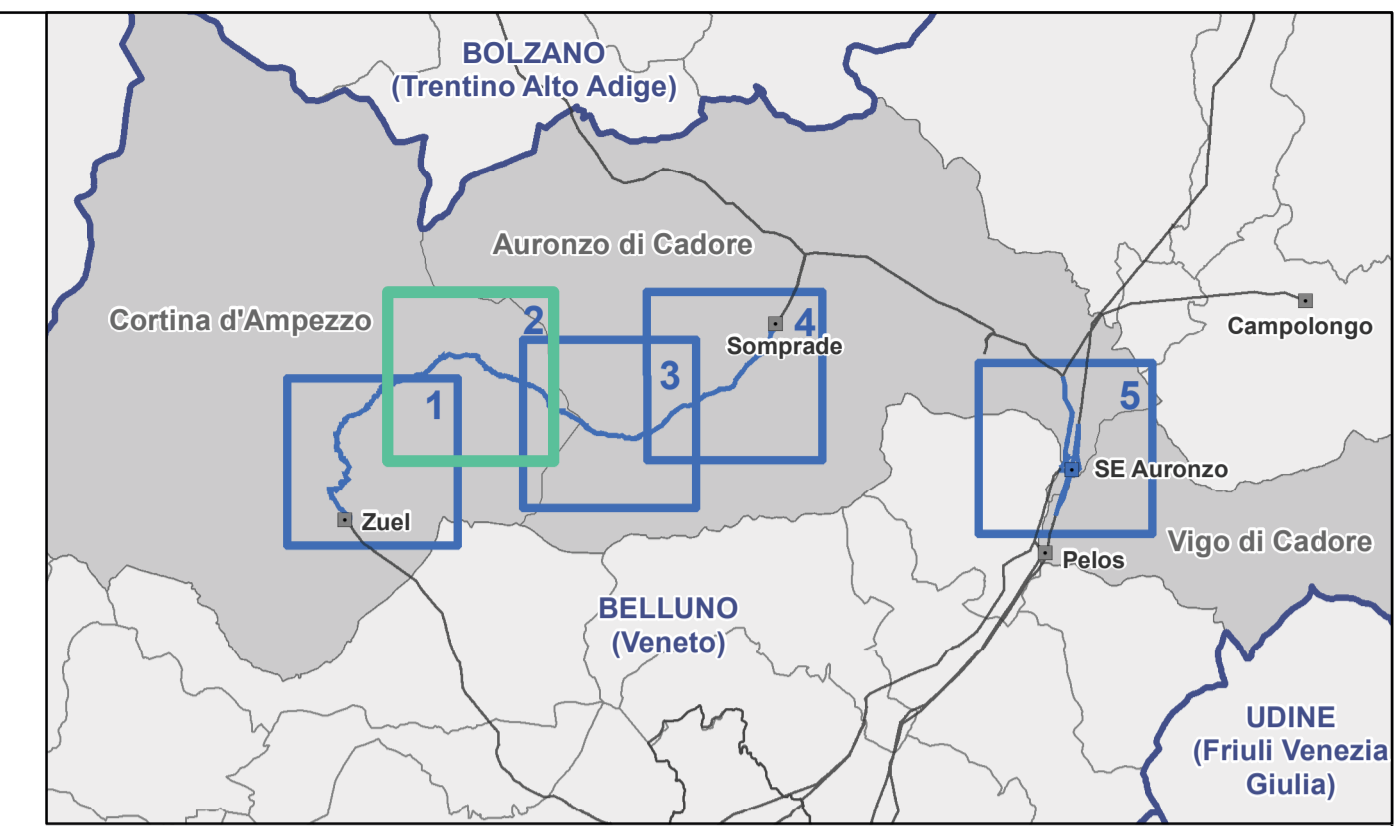 BOLZANO
(Trentino Alto Adige)
Auronzo di Cadore
Cortina d'Ampezzo
2
4
Somprade
Campolongo
3
1
5
SE Auronzo
Zuel
Vigo di Cadore
Pelos
BELLUNO
(Veneto)
UDINE
(Friuli Venezia
Giulia)